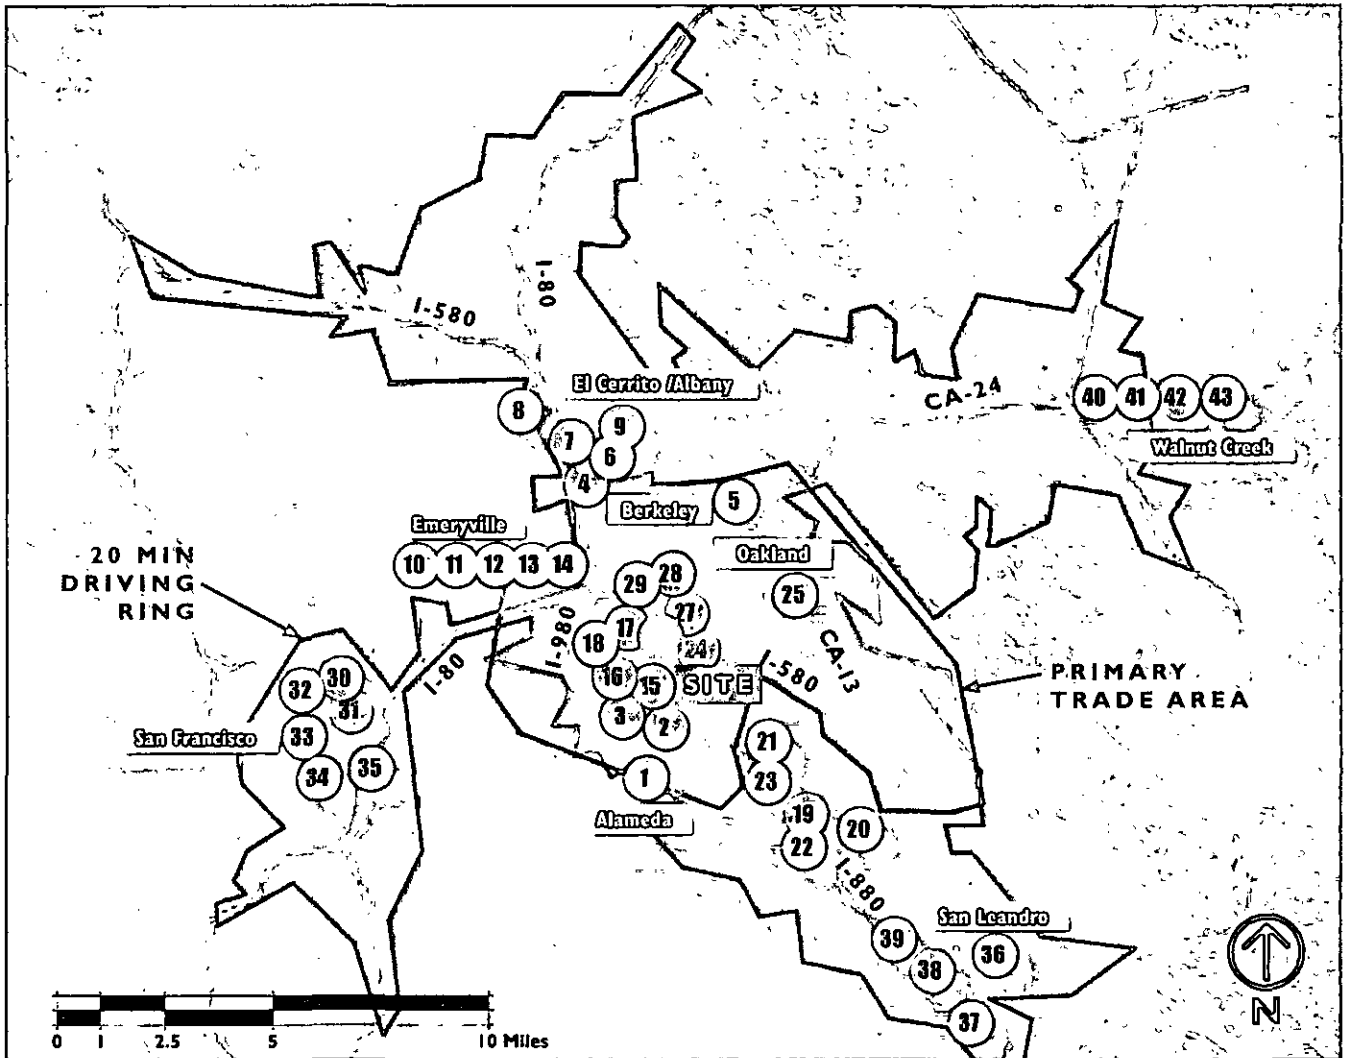 I-80
I-580
El Cerrito /Albany
CA-24
8
9
7
6
4
40
41
42
43
Walnut Creek
Berkeley
5
Emeryville
Oakland
10
11
12
13
14
20 MIN
DRIVING
RING
28
29
25
27
17
18
I-980
24
CA-13
I-80
I-580
16
15
SITE
PRIMARY
TRADE AREA
30
32
31
3
2
San Francisco
33
21
34
35
1
23
Alameda
19
20
22
I-880
San Leandro
39
36
38
37
N
0
1
2.5
5
10 Miles